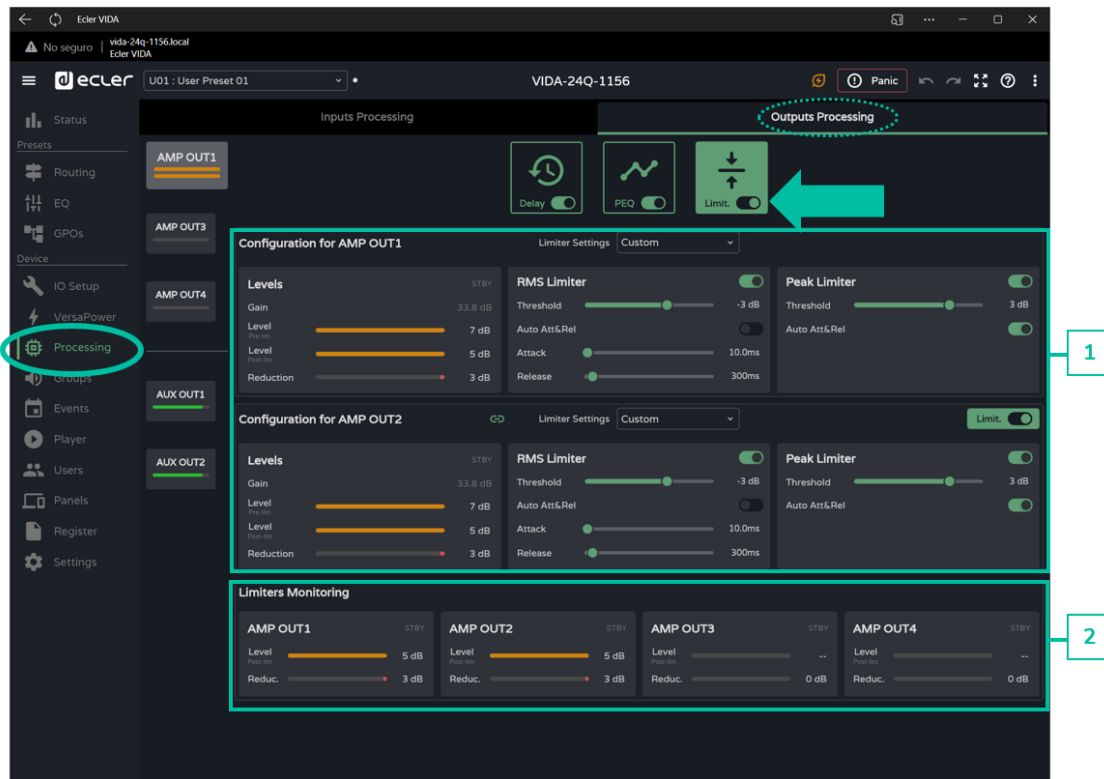 Ecler VIDA
No seguro
vida-24q-1156.local
Ecler VIDA
ecler
U01 : User Preset 01
VIDA-24Q-1156
Panic
Status
Presets
Routing
EQ
GPOs
Device
IO Setup
VersaPower
Processing
Groups
Events
Player
Users
Panels
Register
Settings
Inputs Processing
Outputs Processing
AMP OUT1
AMP OUT3
AMP OUT4
AUX OUT1
AUX OUT2
Delay
PEQ
Limit.
Configuration for AMP OUT1
Limiter Settings
Custom
Levels
STBY
Gain
33.8 dB
Level
Pre-lim
7 dB
Level
Post-lim
5 dB
Reduction
3 dB
RMS Limiter
Threshold
-3 dB
Auto Att&Rel
Attack
10.0ms
Release
300ms
Peak Limiter
Threshold
3 dB
Auto Att&Rel
1
Configuration for AMP OUT2
Limiter Settings
Custom
Limit.
Levels
STBY
Gain
33.8 dB
Level
Pre-lim
7 dB
Level
Post-lim
5 dB
Reduction
3 dB
RMS Limiter
Threshold
-3 dB
Auto Att&Rel
Attack
10.0ms
Release
300ms
Peak Limiter
Threshold
3 dB
Auto Att&Rel
Limiters Monitoring
AMP OUT1
STBY
Level
Post-lim
5 dB
Reduc.
3 dB
AMP OUT2
STBY
Level
Post-lim
5 dB
Reduc.
3 dB
AMP OUT3
STBY
Level
Post-lim
--
Reduc.
0 dB
AMP OUT4
STBY
Level
Post-lim
--
Reduc.
0 dB
2